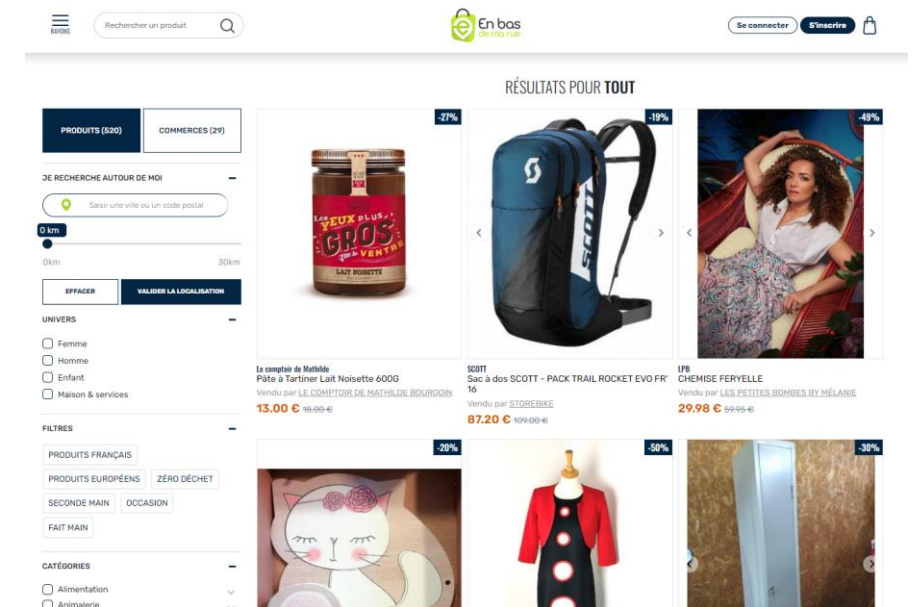 RAYONS
Rechercher un produit
En bas
de ma rue
Se connecter
S'inscrire
RÉSULTATS POUR TOUT
PRODUITS (520)
COMMERCES (29)
JE RECHERCHE AUTOUR DE MOI
Saisir une ville ou un code postal
0 km
0km
30km
EFFACER
VALIDER LA LOCALISATION
UNIVERS
Femme
Homme
Enfant
Maison & services
FILTRES
PRODUITS FRANÇAIS
PRODUITS EUROPÉENS
ZÉRO DÉCHET
SECONDE MAIN
OCCASION
FAIT MAIN
CATÉGORIES
Alimentation
Animalerie
-27%
Les
YEUX PLUS
GROS
que le VENTRE
LAIT NOISETTE
Le comptoir de Mathilde
Pâte à Tartiner Lait Noisette 600G
Vendu par LE COMPTOIR DE MATHILDE BOURGOIN
13.00 € 18.00 €
-19%
SCOTT
SCOTT
Sac à dos SCOTT - PACK TRAIL ROCKET EVO FR'
16
Vendu par STOREBIKE
87.20 € 109.00 €
-49%
LPB
CHEMISE FERYELLE
Vendu par LES PETITES BOMBES BY MÉLANIE
29.98 € 59.95 €
-20%
-50%
-30%